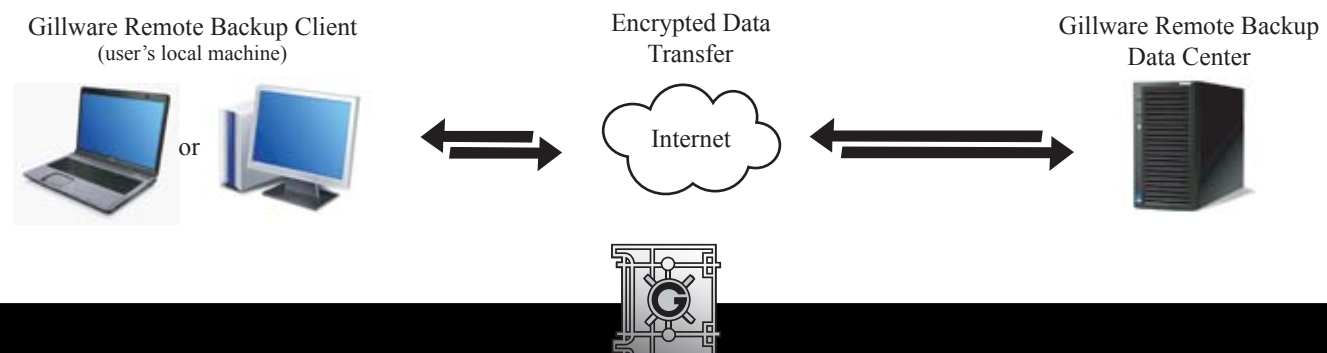 Gillware Remote Backup Client
(user's local machine)
or
Encrypted Data
Transfer
Internet
Gillware Remote Backup
Data Center
G